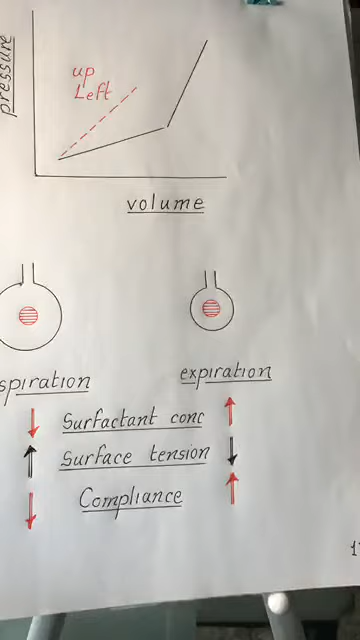 pressure
up
Left
volume
spiration
expiration
↓ Surfactant conc ↑
↑ Surface tension ↓
↓ Compliance ↑